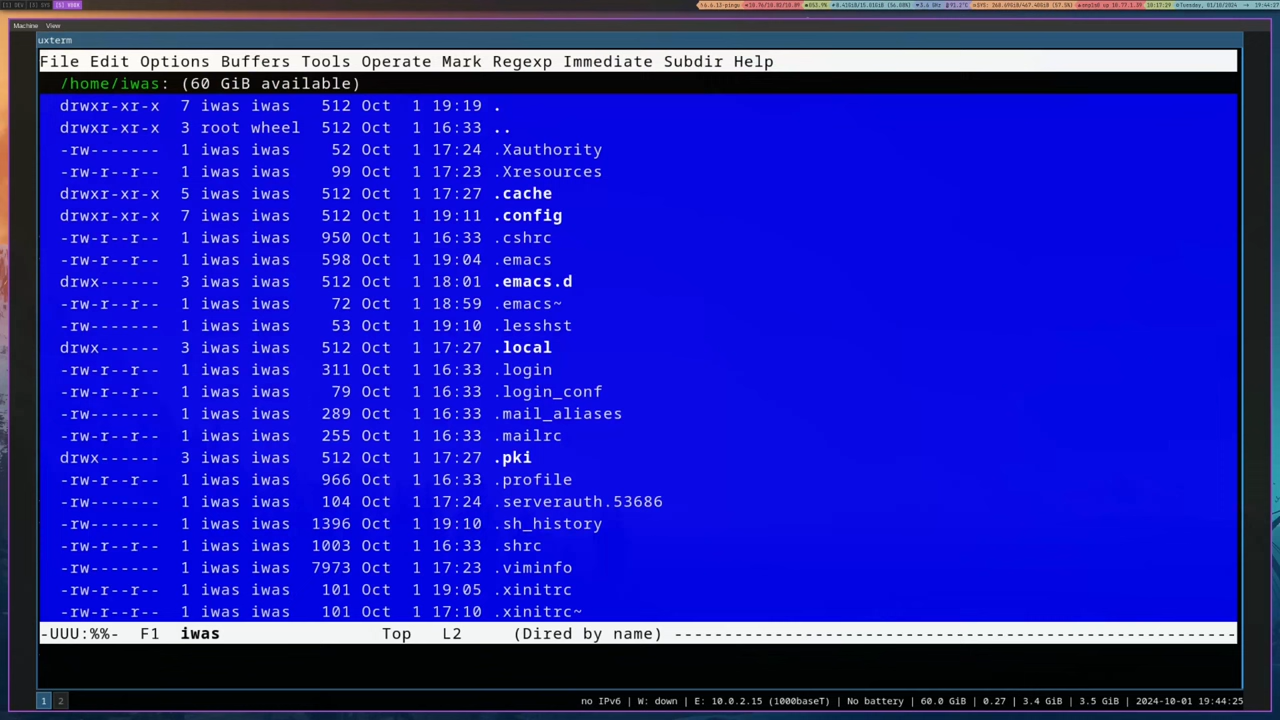 [1] DEV [3] SYS [5] VBOX
Machine View
uxterm
File Edit Options Buffers Tools Operate Mark Regexp Immediate Subdir Help
/home/iwas: (60 GiB available)
drwxr-xr-x 7 iwas iwas 512 Oct 1 19:19 .
drwxr-xr-x 3 root wheel 512 Oct 1 16:33 ..
-rw------- 1 iwas iwas 52 Oct 1 17:24 .Xauthority
-rw-r--r-- 1 iwas iwas 99 Oct 1 17:23 .Xresources
drwxr-xr-x 5 iwas iwas 512 Oct 1 17:27 .cache
drwxr-xr-x 7 iwas iwas 512 Oct 1 19:11 .config
-rw-r--r-- 1 iwas iwas 950 Oct 1 16:33 .cshrc
-rw-r--r-- 1 iwas iwas 598 Oct 1 19:04 .emacs
drwx------ 3 iwas iwas 512 Oct 1 18:01 .emacs.d
-rw-r--r-- 1 iwas iwas 72 Oct 1 18:59 .emacs~
-rw------- 1 iwas iwas 53 Oct 1 19:10 .lesshst
drwx------ 3 iwas iwas 512 Oct 1 17:27 .local
-rw-r--r-- 1 iwas iwas 311 Oct 1 16:33 .login
-rw-r--r-- 1 iwas iwas 79 Oct 1 16:33 .login_conf
-rw------- 1 iwas iwas 289 Oct 1 16:33 .mail_aliases
-rw-r--r-- 1 iwas iwas 255 Oct 1 16:33 .mailrc
drwx------ 3 iwas iwas 512 Oct 1 17:27 .pki
-rw-r--r-- 1 iwas iwas 966 Oct 1 16:33 .profile
-rw------- 1 iwas iwas 104 Oct 1 17:24 .serverauth.53686
-rw------- 1 iwas iwas 1396 Oct 1 19:10 .sh_history
-rw-r--r-- 1 iwas iwas 1003 Oct 1 16:33 .shrc
-rw------- 1 iwas iwas 7973 Oct 1 17:23 .viminfo
-rw-r--r-- 1 iwas iwas 101 Oct 1 19:05 .xinitrc
-rw-r--r-- 1 iwas iwas 101 Oct 1 17:10 .xinitrc~
-UUU:%%- F1 iwas Top L2 (Dired by name) --------------------------------------------------------
1 2 no IPv6 | W: down | E: 10.0.2.15 (1000baseT) | No battery | 60.0 GiB | 0.27 | 3.4 GiB | 3.5 GiB | 2024-10-01 19:44:25